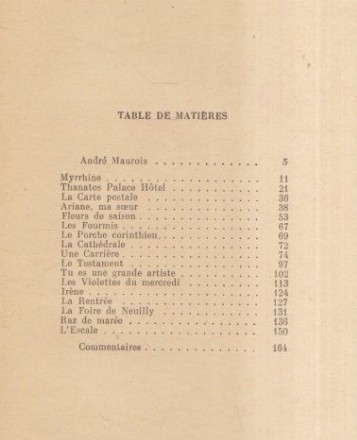 TABLE DE MATIÈRES
André Maurois . . . . . . . . . . . . 5
Myrrhine . . . . . . . . . . . . . . . 11
Thanatos Palace Hôtel . . . . . . . . . 21
La Carte postale . . . . . . . . . . . 36
Ariane, ma sœur . . . . . . . . . . . . 38
Fleurs de saison . . . . . . . . . . . . 53
Les Fourmis . . . . . . . . . . . . . . 67
Le Porche corinthien . . . . . . . . . . 69
La Cathédrale . . . . . . . . . . . . . 72
Une Carrière . . . . . . . . . . . . . . 74
Le Testament . . . . . . . . . . . . . 97
Tu es une grande artiste . . . . . . . . 102
Les Violettes du mercredi . . . . . . . 113
Irène . . . . . . . . . . . . . . . . . 124
La Rentrée . . . . . . . . . . . . . . 127
La Foire de Neuilly . . . . . . . . . . 131
Raz de marée . . . . . . . . . . . . . 136
L'Escale . . . . . . . . . . . . . . . . 150
Commentaires . . . . . . . . . . . . . 164